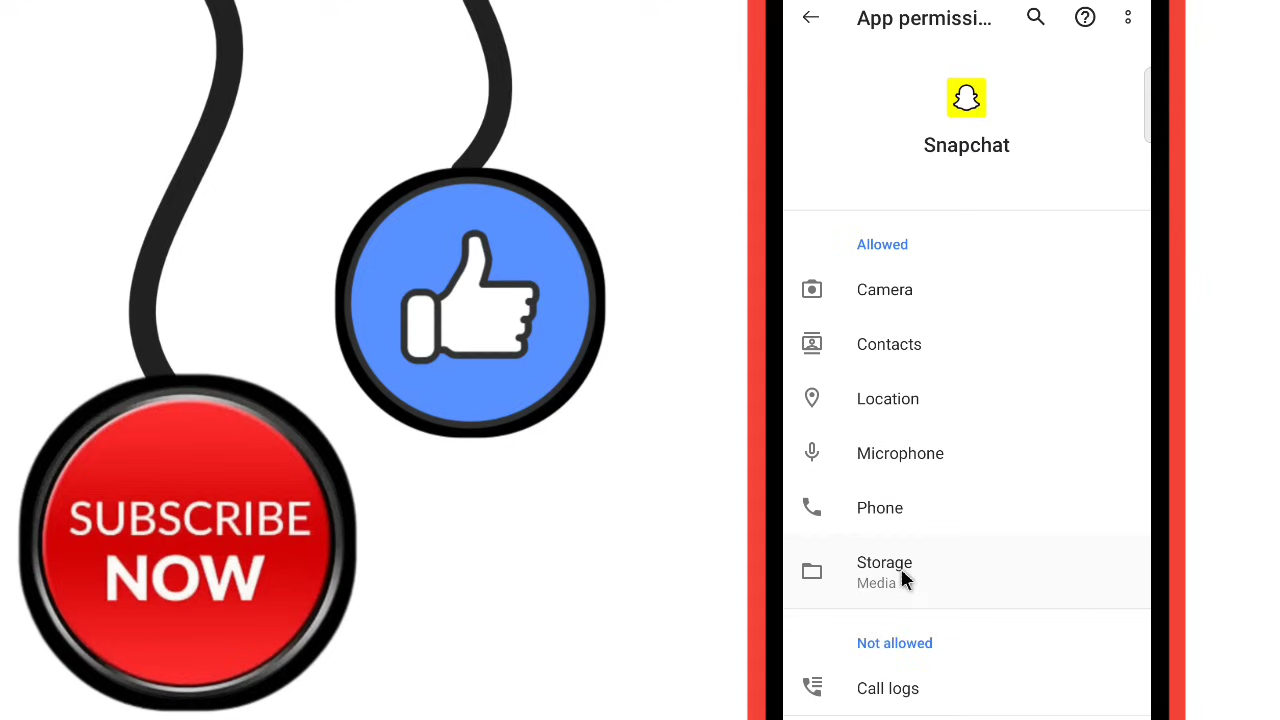 SUBSCRIBE
NOW
App permissi...
Snapchat
Allowed
Camera
Contacts
Location
Microphone
Phone
Storage
Media
Not allowed
Call logs